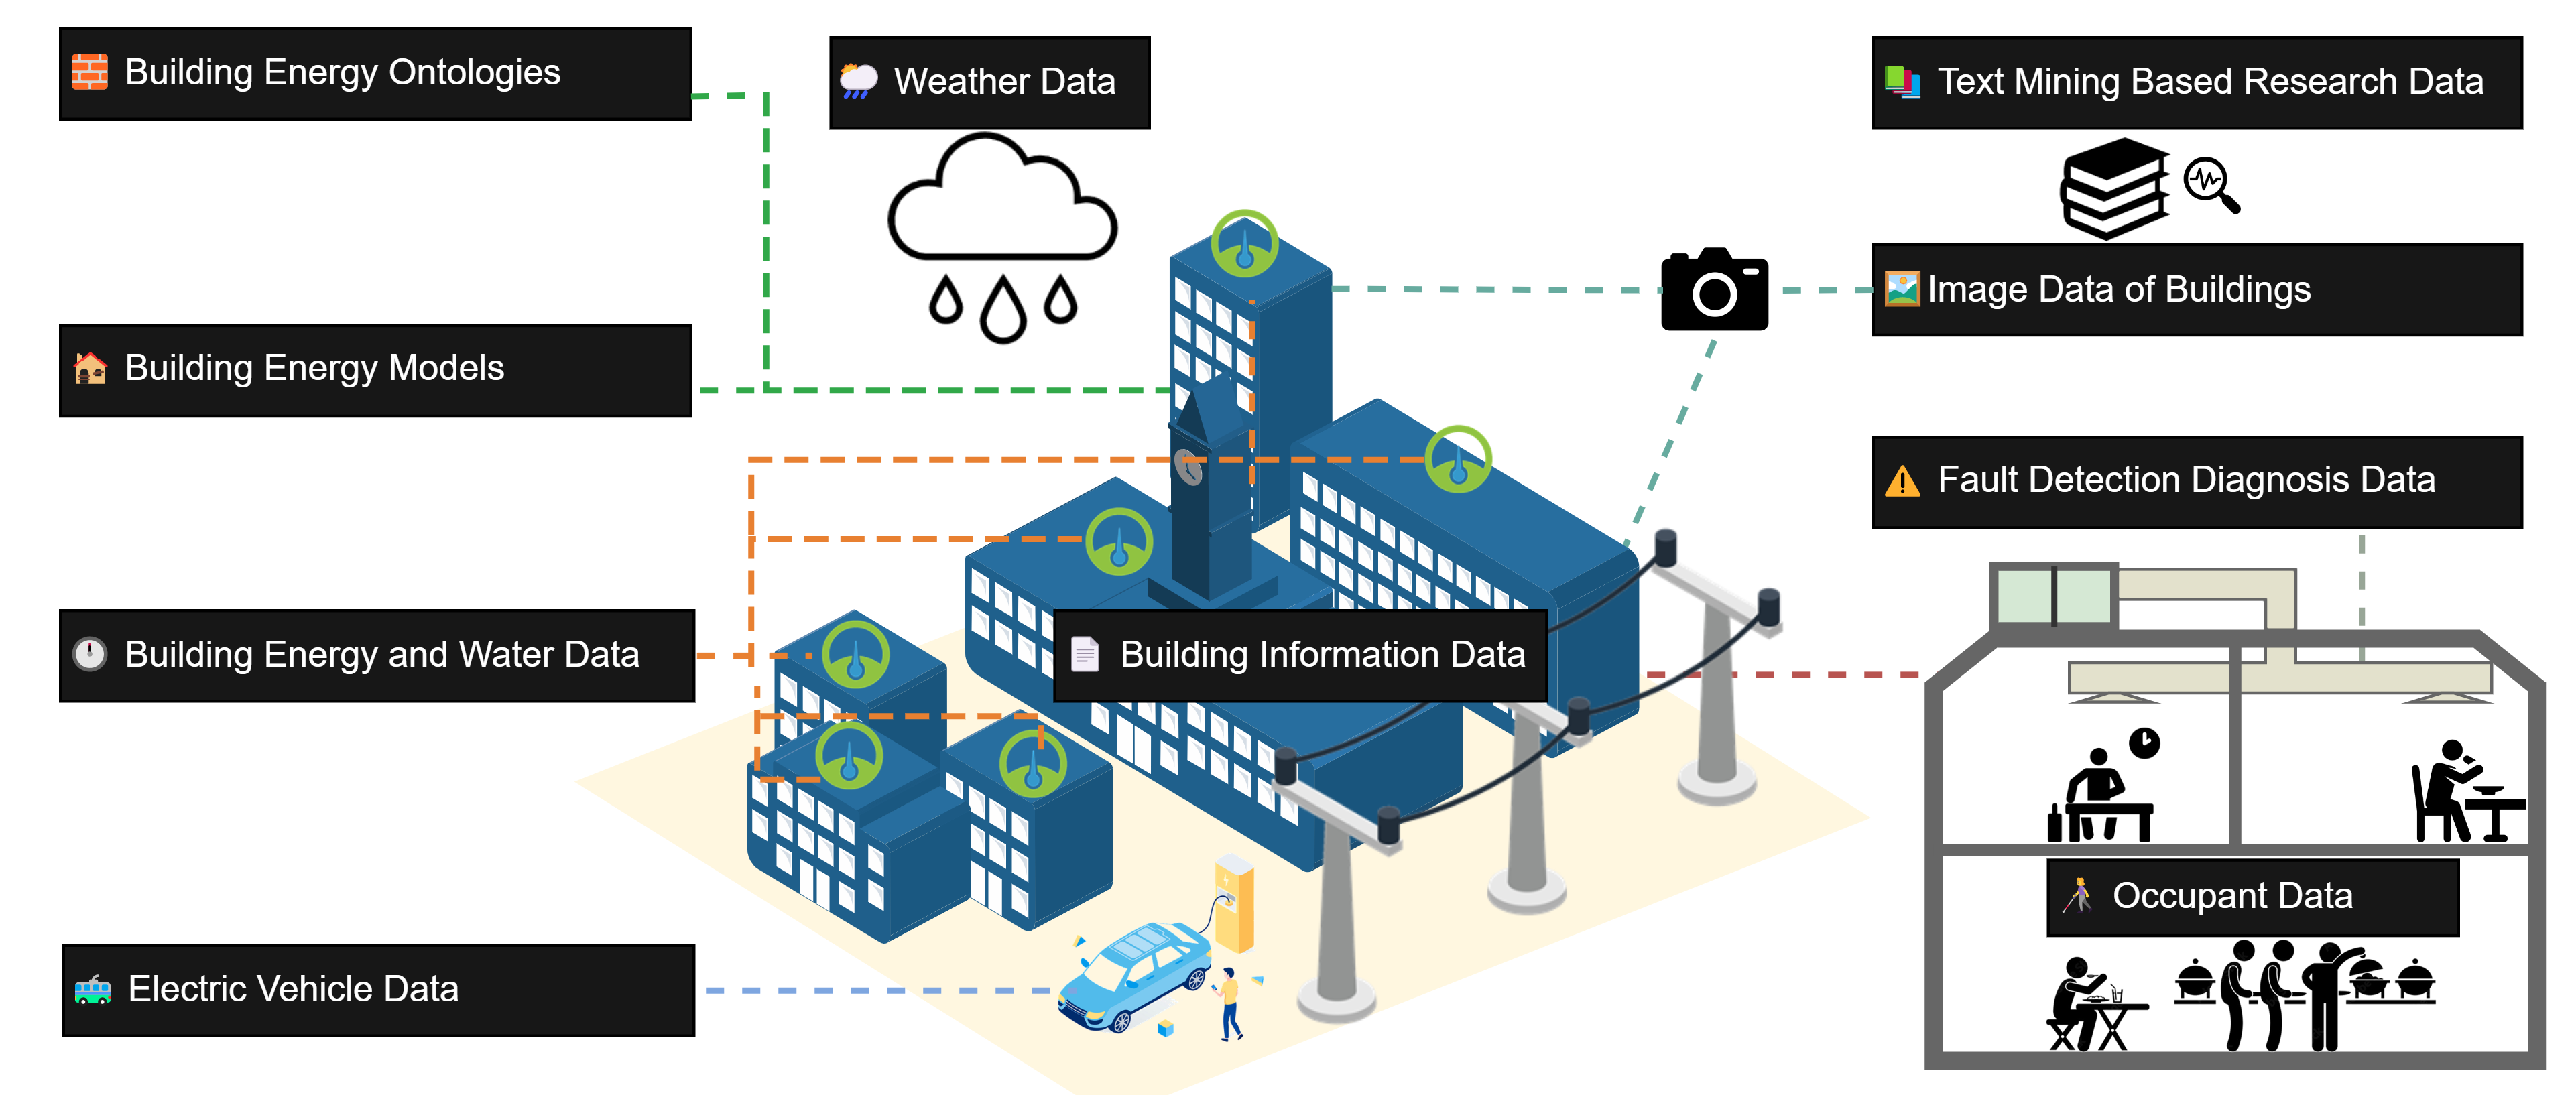 Building Energy Ontologies
Weather Data
Text Mining Based Research Data
Image Data of Buildings
Building Energy Models
Fault Detection Diagnosis Data
Building Energy and Water Data
Building Information Data
Occupant Data
Electric Vehicle Data